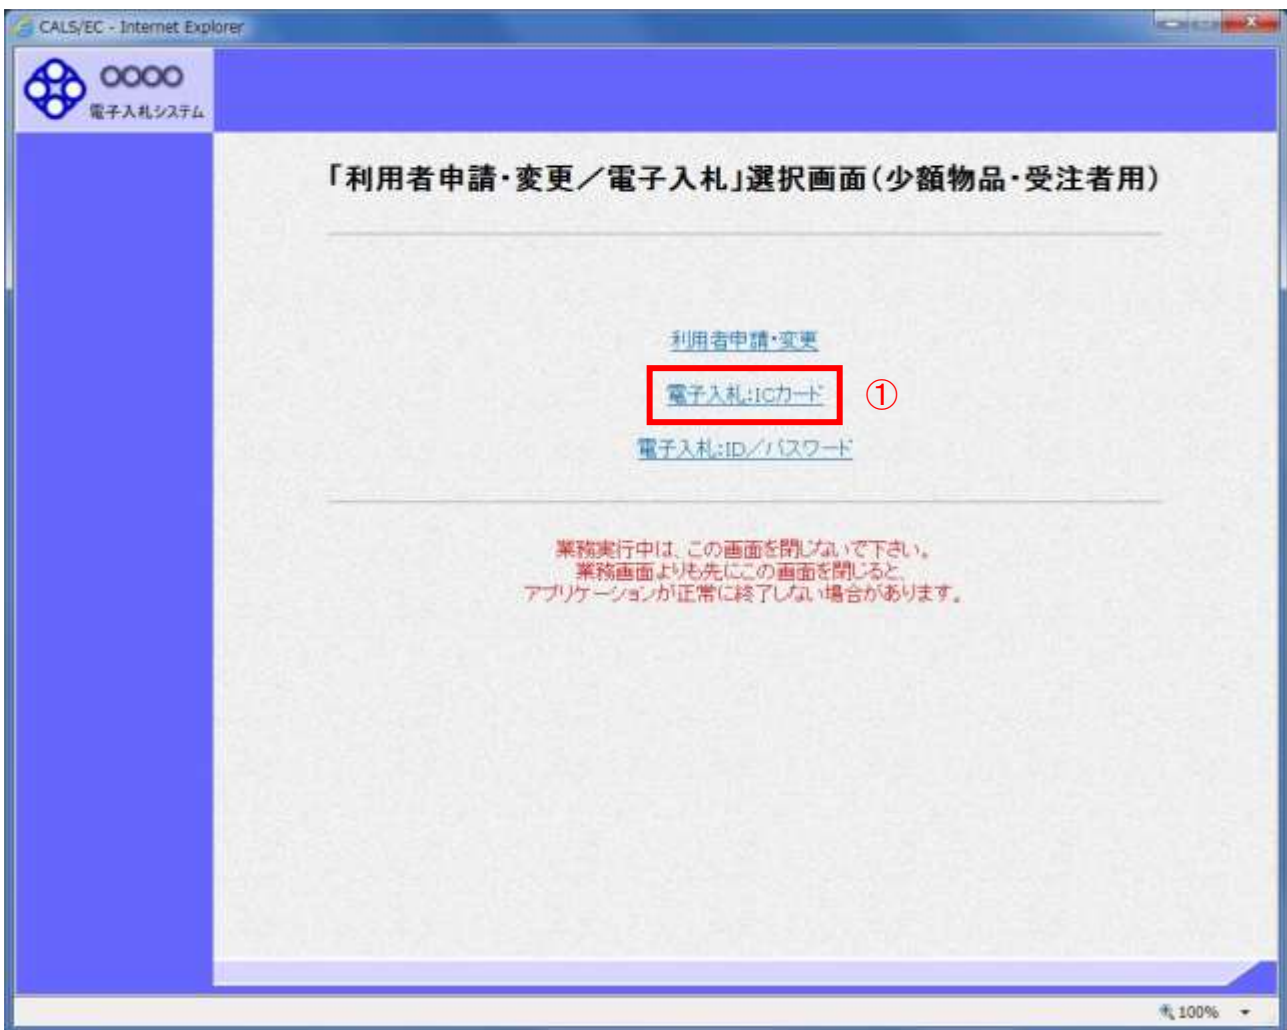 CALS/EC - Internet Explorer
○○○○
電子入札システム
「利用者申請・変更／電子入札」選択画面（少額物品・受注者用）
利用者申請・変更
電子入札:ICカード ①
電子入札:ID／パスワード
業務実行中は、この画面を閉じないで下さい。
業務画面よりも先にこの画面を閉じると、
アプリケーションが正常に終了しない場合があります。
100%